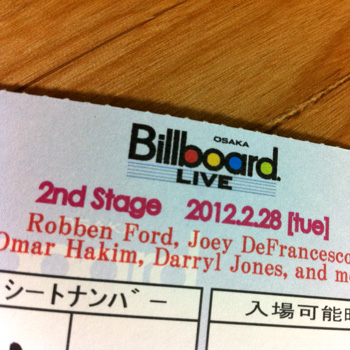 OSAKA
Billboard
LIVE
2nd Stage 2012.2.28 [tue]
Robben Ford, Joey DeFrancesco
Omar Hakim, Darryl Jones, and
シートナンバー
入場可能